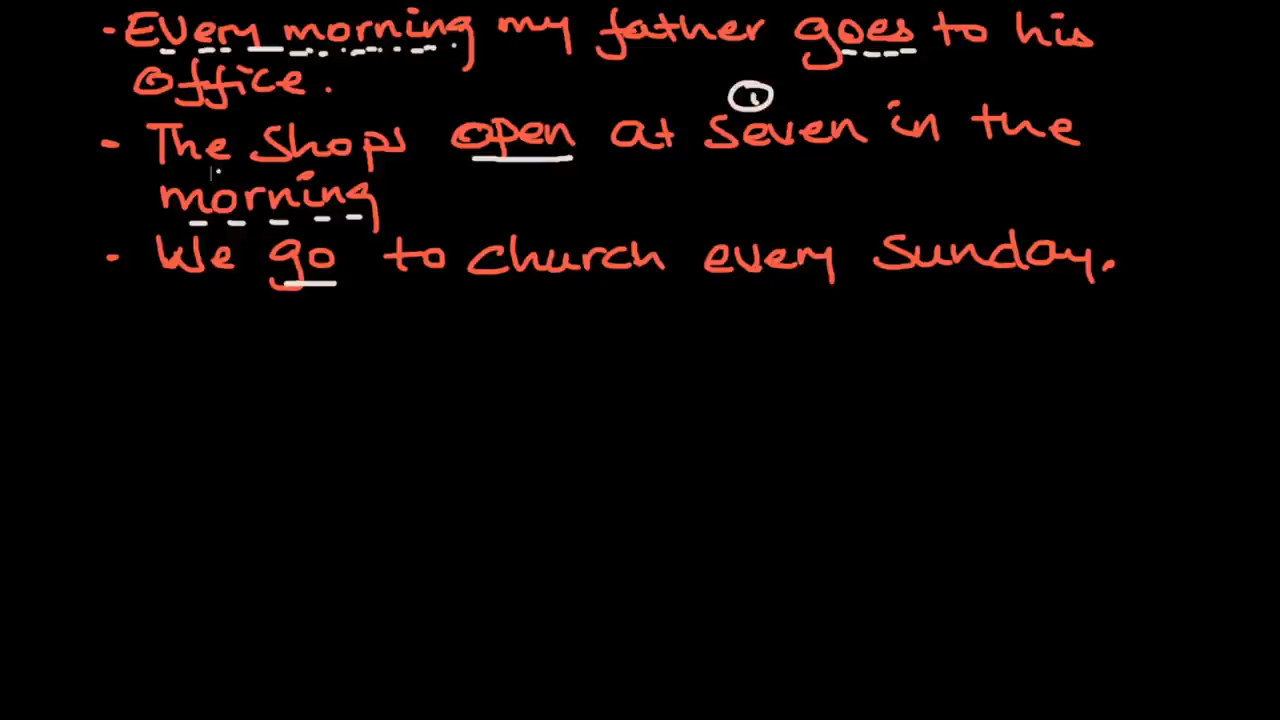 - Every morning my father goes to his
office.
- The shops open at seven in the
morning
- We go to church every Sunday.